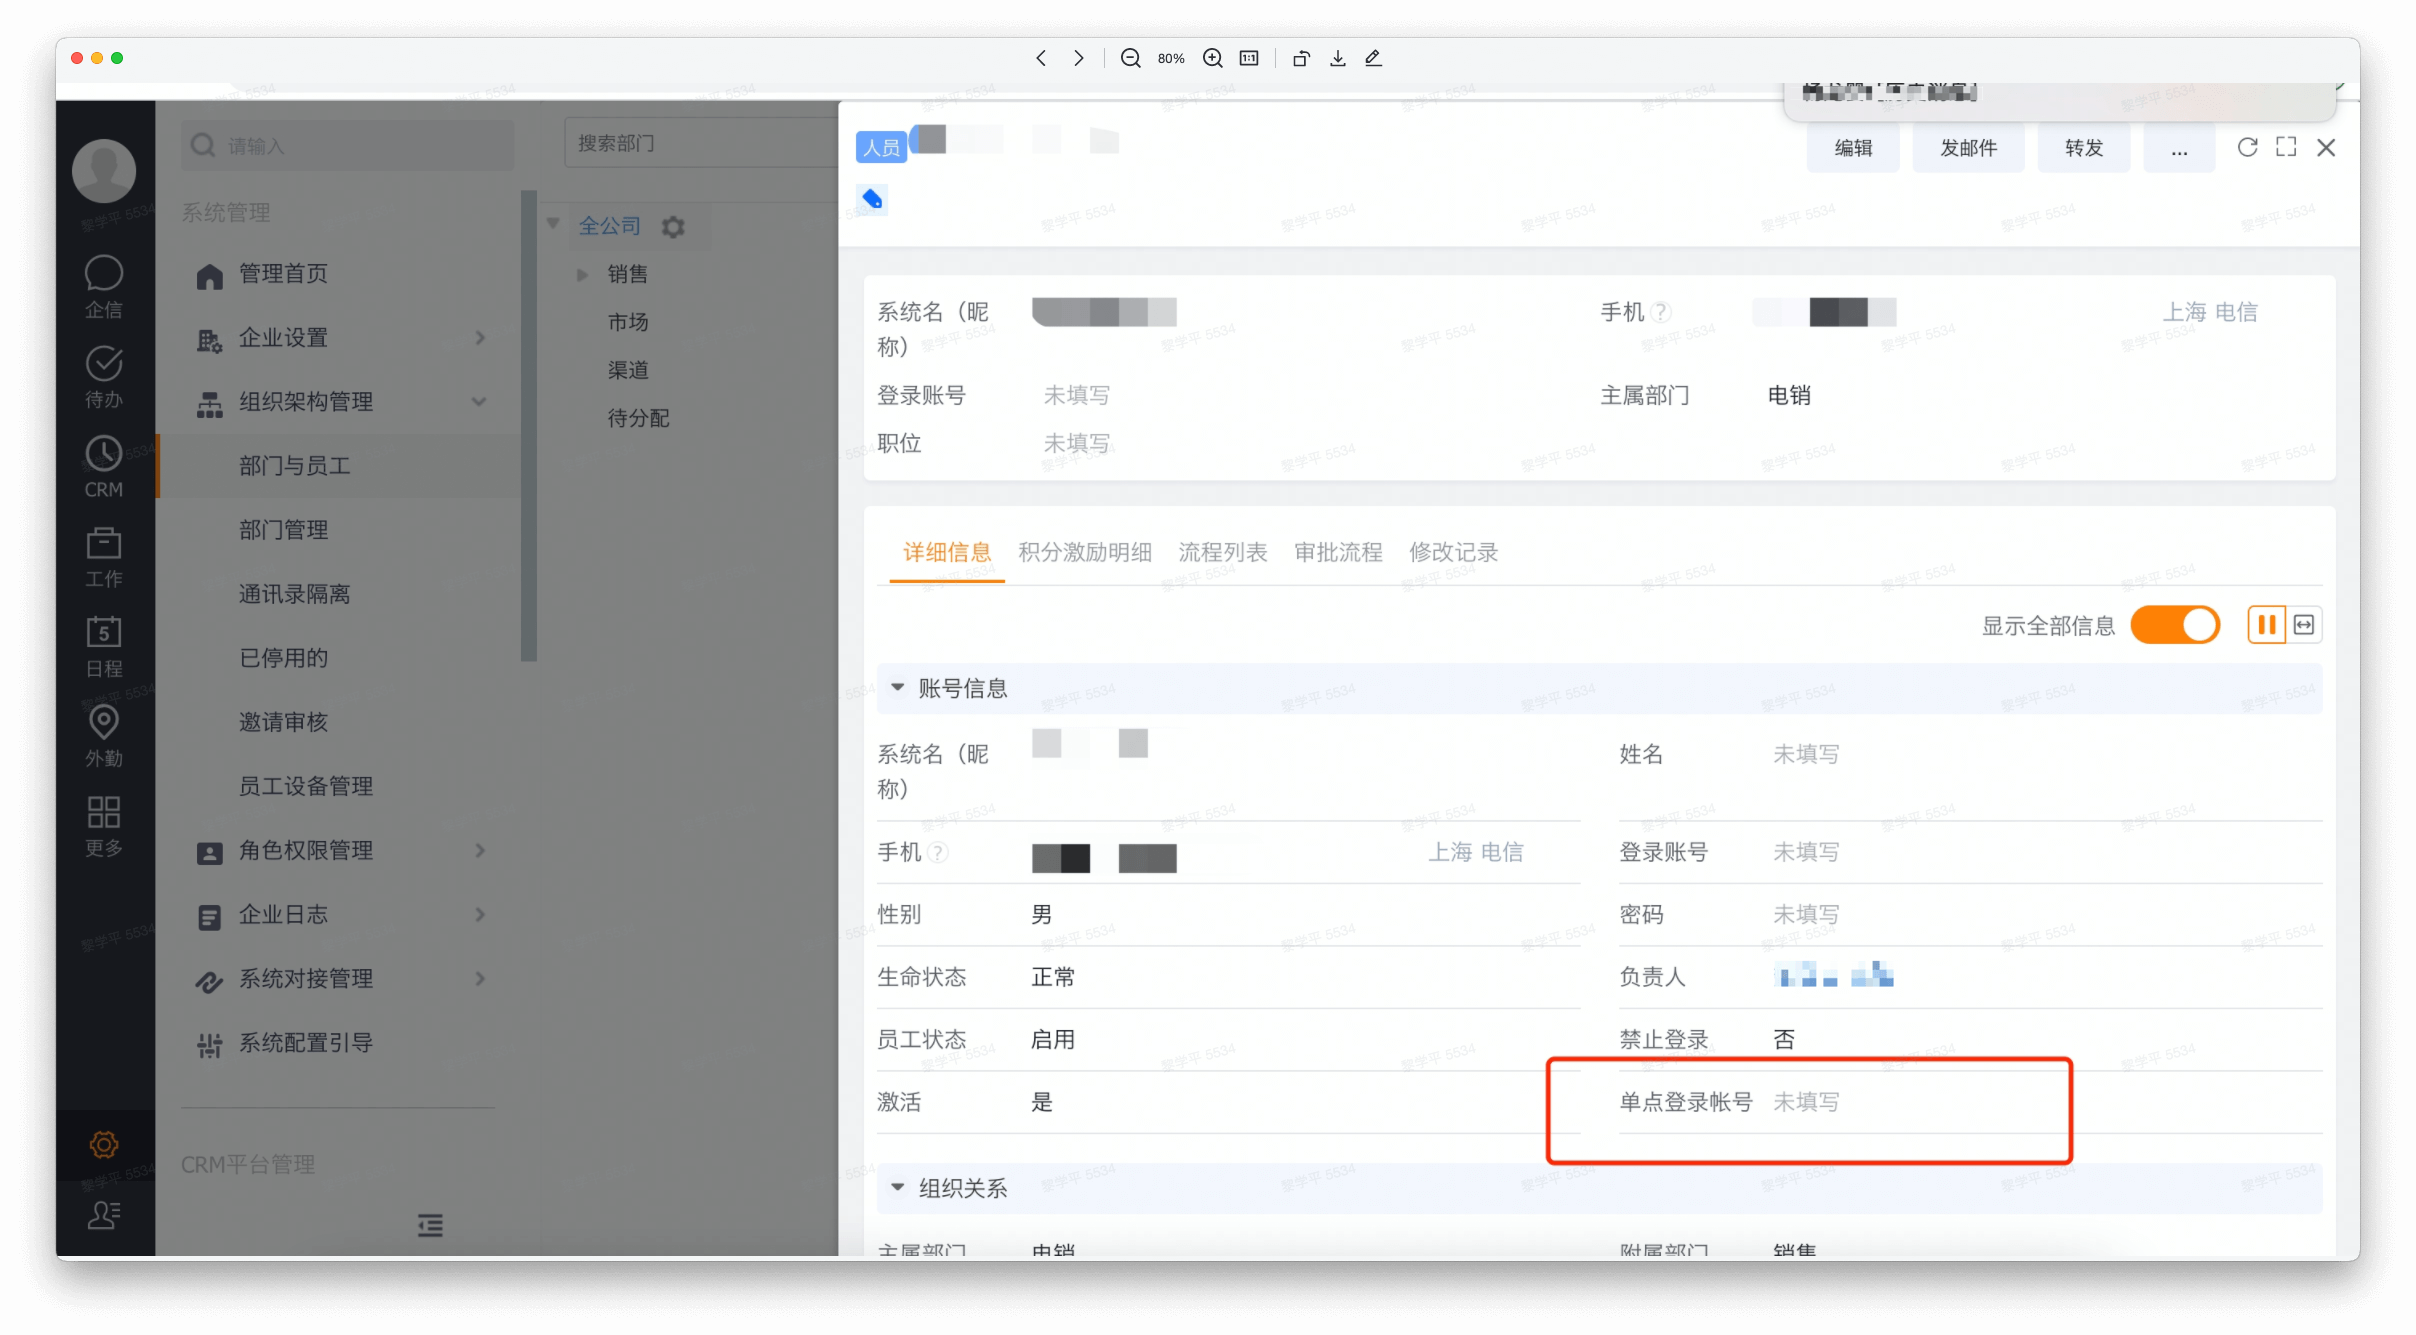 80%
1:1
人员
编辑
发邮件
转发
...
请输入
搜索部门
系统管理
全公司
管理首页
销售
企信
系统名（昵称）
手机 ?
上海 电信
市场
企业设置
渠道
待办
组织架构管理
登录账号
未填写
主属部门
电销
待分配
职位
未填写
部门与员工
CRM
部门管理
详细信息
积分激励明细
流程列表
审批流程
修改记录
工作
通讯录隔离
显示全部信息
5
日程
已停用的
账号信息
邀请审核
外勤
系统名（昵称）
姓名
未填写
员工设备管理
更多
角色权限管理
手机 ?
上海 电信
登录账号
未填写
企业日志
性别
男
密码
未填写
系统对接管理
生命状态
正常
负责人
系统配置引导
员工状态
启用
禁止登录
否
激活
是
单点登录帐号
未填写
CRM平台管理
组织关系
主属部门
电销
附属部门
销售
黎学平 5534